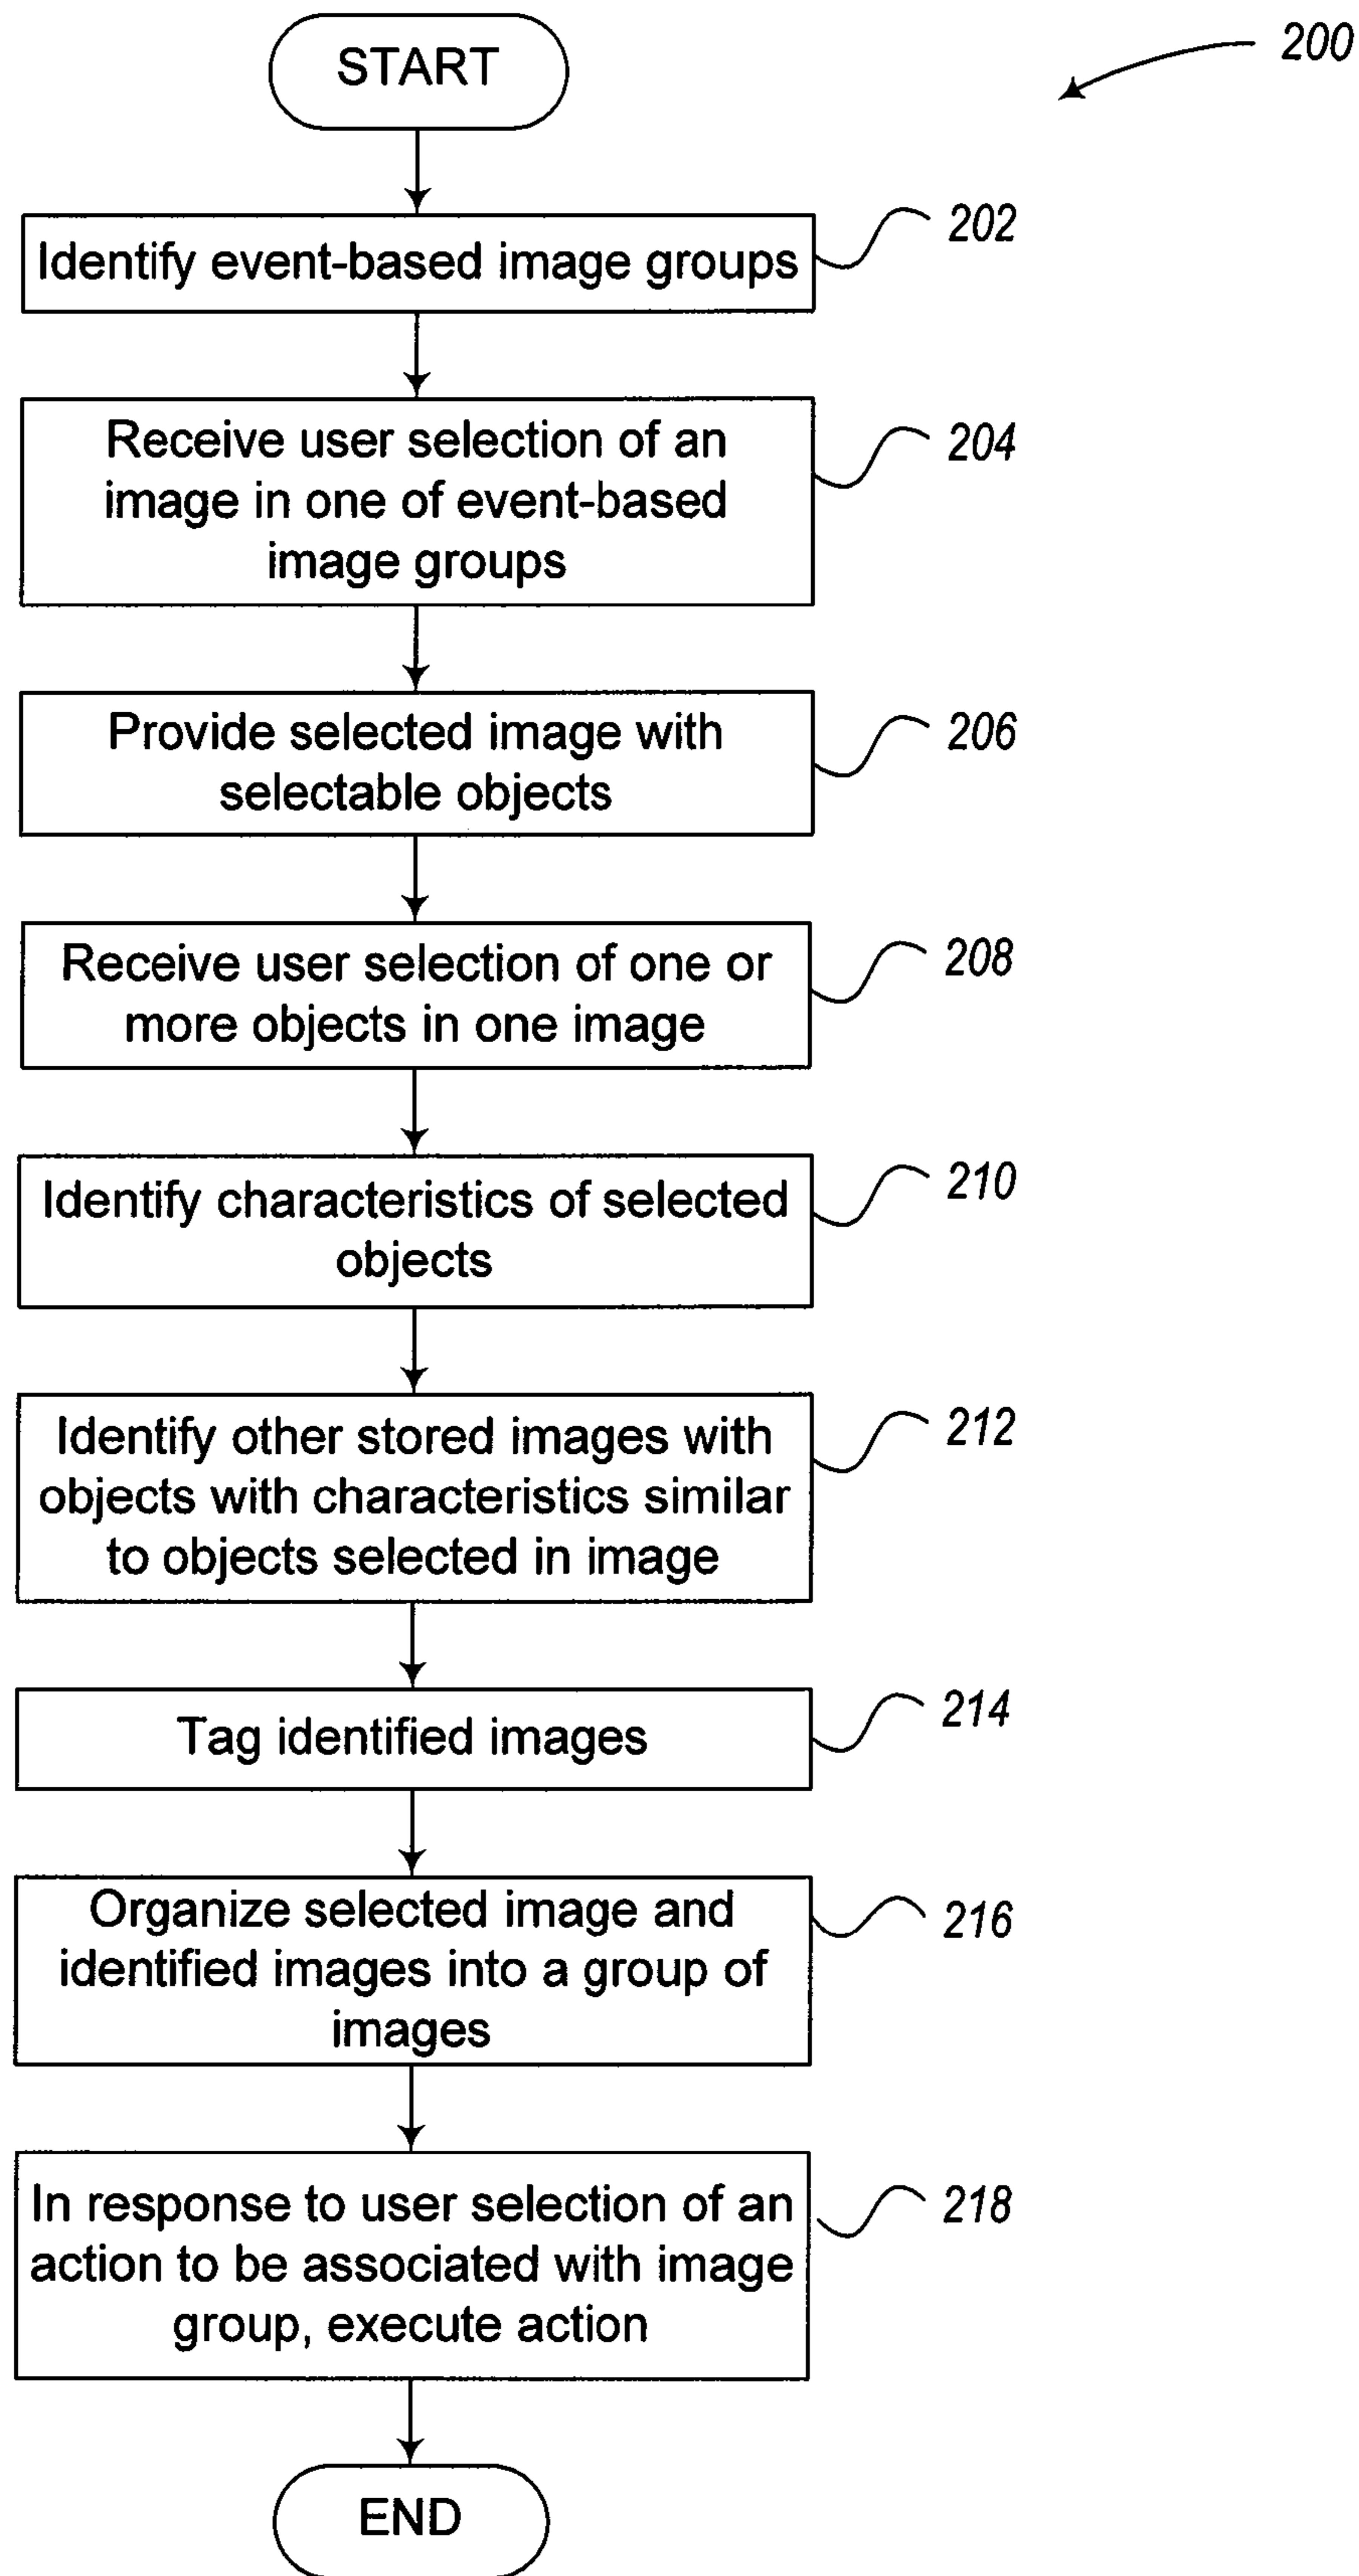 START
200
Identify event-based image groups
202
Receive user selection of an
image in one of event-based
image groups
204
Provide selected image with
selectable objects
206
Receive user selection of one or
more objects in one image
208
Identify characteristics of selected
objects
210
Identify other stored images with
objects with characteristics similar
to objects selected in image
212
Tag identified images
214
Organize selected image and
identified images into a group of
images
216
In response to user selection of an
action to be associated with image
group, execute action
218
END